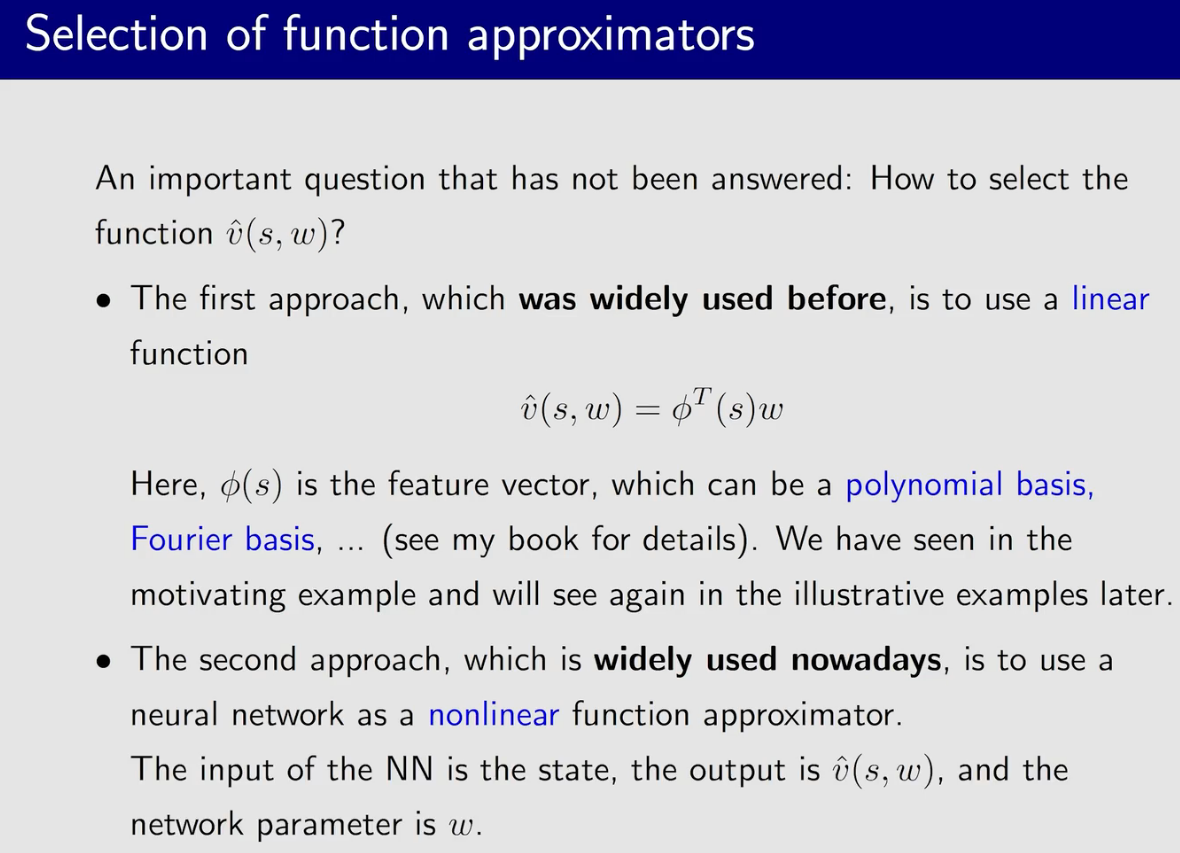 Selection of function approximators
An important question that has not been answered: How to select the
function v̂(s, w)?
• The first approach, which was widely used before, is to use a linear
function
v̂(s, w) = ϕᵀ(s)w
Here, ϕ(s) is the feature vector, which can be a polynomial basis,
Fourier basis, ... (see my book for details). We have seen in the
motivating example and will see again in the illustrative examples later.
• The second approach, which is widely used nowadays, is to use a
neural network as a nonlinear function approximator.
The input of the NN is the state, the output is v̂(s, w), and the
network parameter is w.